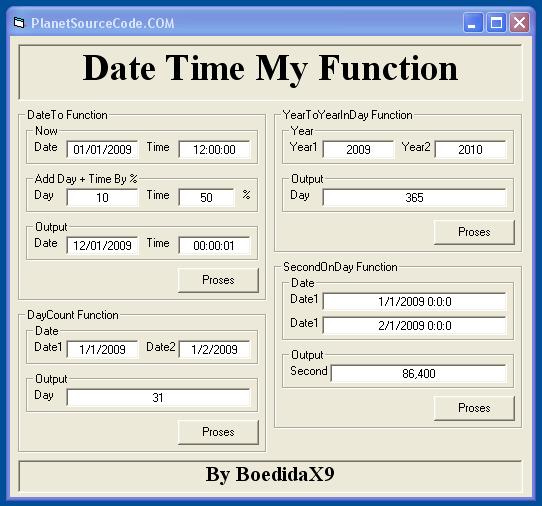 PlanetSourceCode.COM
Date Time My Function
DateTo Function
Now
Date 01/01/2009 Time 12:00:00
Add Day + Time By %
Day 10 Time 50 %
Output
Date 12/01/2009 Time 00:00:01
Proses
DayCount Function
Date
Date1 1/1/2009 Date2 1/2/2009
Output
Day 31
Proses
YearToYearInDay Function
Year
Year1 2009 Year2 2010
Output
Day 365
Proses
SecondOnDay Function
Date
Date1 1/1/2009 0:0:0
Date1 2/1/2009 0:0:0
Output
Second 86,400
Proses
By BoedidaX9